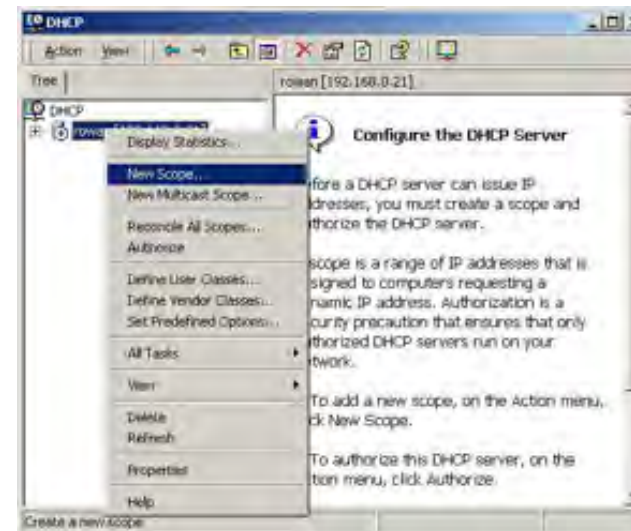 DHCP
Action View
Tree
rowan [192.168.0.21]
DHCP
Display Statistics...
New Scope...
New Multicast Scope...
Reconcile All Scopes....
Authorize
Define User Classes...
Define Vendor Classes...
Set Predefined Options...
All Tasks
View
Delete
Refresh
Properties
Help
Configure the DHCP Server
fore a DHCP server can issue IP
dresses, you must create a scope and
thorize the DHCP server.
scope is a range of IP addresses that is
signed to computers requesting a
namic IP address. Authorization is a
curity precaution that ensures that only
thorized DHCP servers run on your
twork.
To add a new scope, on the Action menu,
ck New Scope.
To authorize this DHCP server, on the
tion menu, click Authorize.
Create a new scope